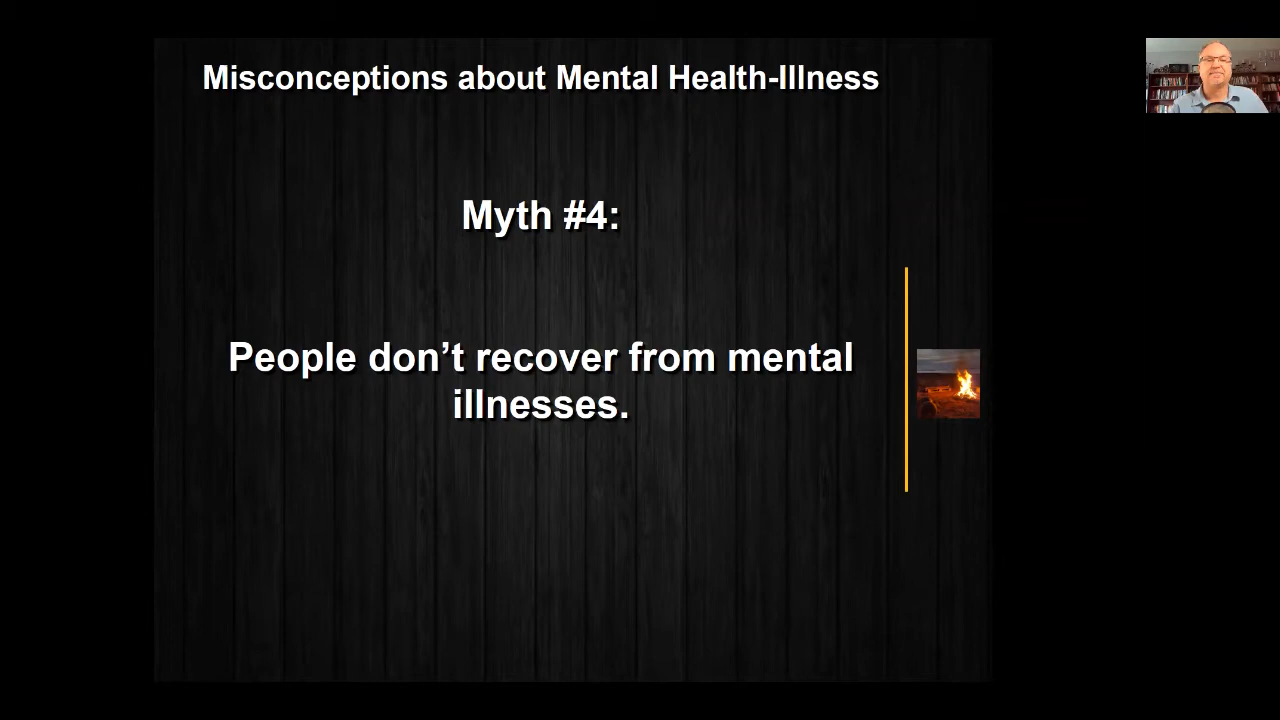 Misconceptions about Mental Health-Illness
Myth #4:
People don’t recover from mental
illnesses.